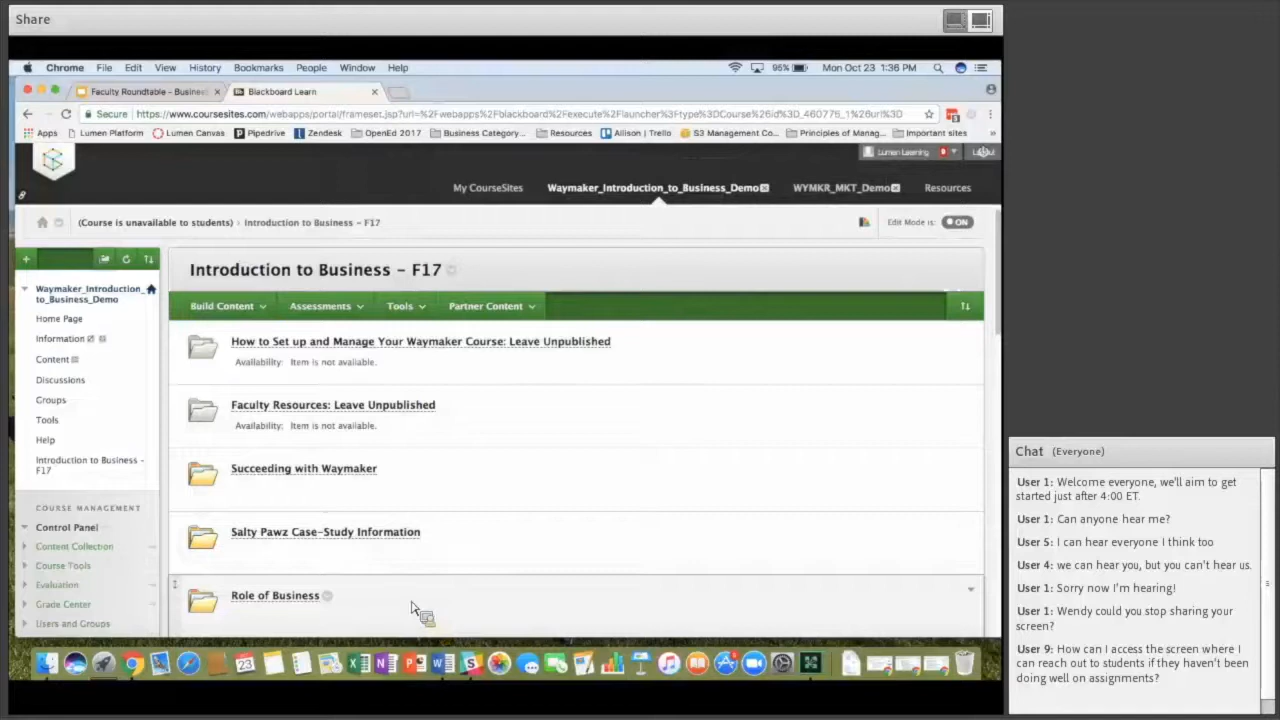 Share
Chrome File Edit View History Bookmarks People Window Help 95% Mon Oct 23 1:36 PM
Faculty Roundtable – Busines × Blackboard Learn ×
Secure https://www.coursesites.com/webapps/portal/frameset.jsp?url=%2Fwebapps%2Fblackboard%2Fexecute%2Flauncher%3Ftype%3DCourse%26id%3D_460776_1%26url%3D
Apps Lumen Platform Lumen Canvas Pipedrive Zendesk OpenEd 2017 Business Category... Resources Allison | Trello S3 Management Co... Principles of Manag... Important sites »
Lumen Learning
My CourseSites Waymaker_Introduction_to_Business_Demo WYMKR_MKT_Demo Resources
(Course is unavailable to students) › Introduction to Business – F17 Edit Mode is: ON
Waymaker_Introduction_
to_Business_Demo
Home Page
Information
Content
Discussions
Groups
Tools
Help
Introduction to Business -
F17
COURSE MANAGEMENT
Control Panel
Content Collection
Course Tools
Evaluation
Grade Center
Users and Groups
Introduction to Business – F17
Build Content Assessments Tools Partner Content
How to Set up and Manage Your Waymaker Course: Leave Unpublished
Availability: Item is not available.
Faculty Resources: Leave Unpublished
Availability: Item is not available.
Succeeding with Waymaker
Salty Pawz Case-Study Information
Role of Business
23
Chat (Everyone)
User 1: Welcome everyone, we'll aim to get
started just after 4:00 ET.
User 1: Can anyone hear me?
User 5: I can hear everyone I think too
User 4: we can hear you, but you can't hear us.
User 1: Sorry now I'm hearing!
User 1: Wendy could you stop sharing your
screen?
User 9: How can I access the screen where I
can reach out to students if they haven't been
doing well on assignments?